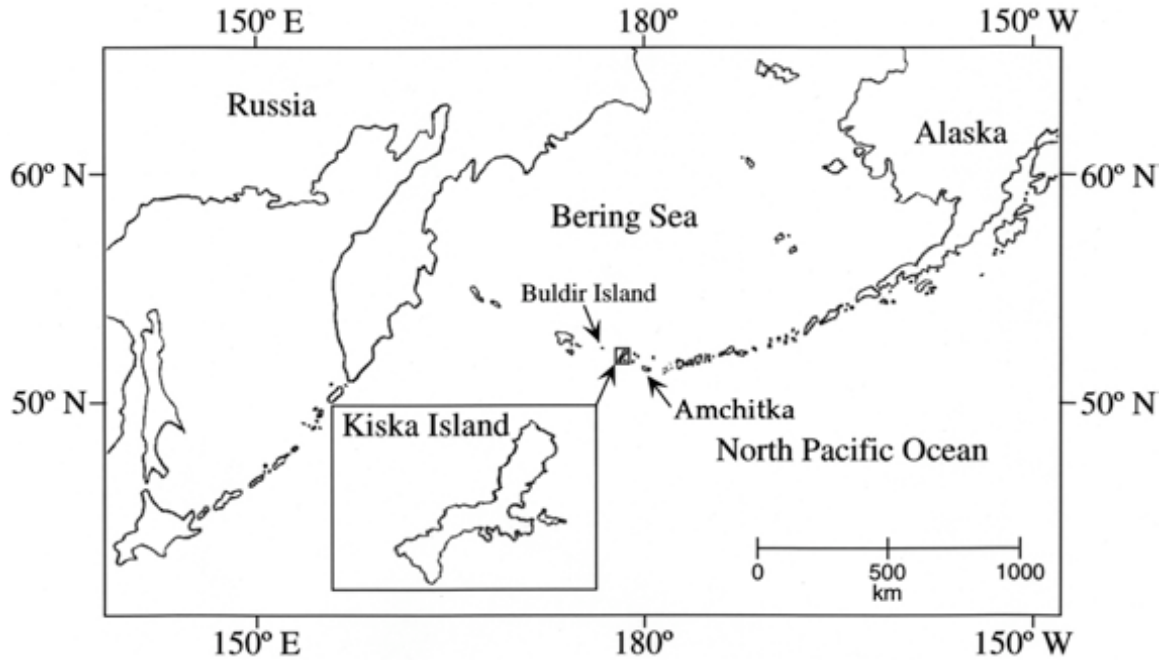 150º E 180º 150º W
Russia
Alaska
60º N 60º N
Bering Sea
Buldir Island
50º N 50º N
Amchitka
Kiska Island
North Pacific Ocean
0 500 1000
km
150º E 180º 150º W